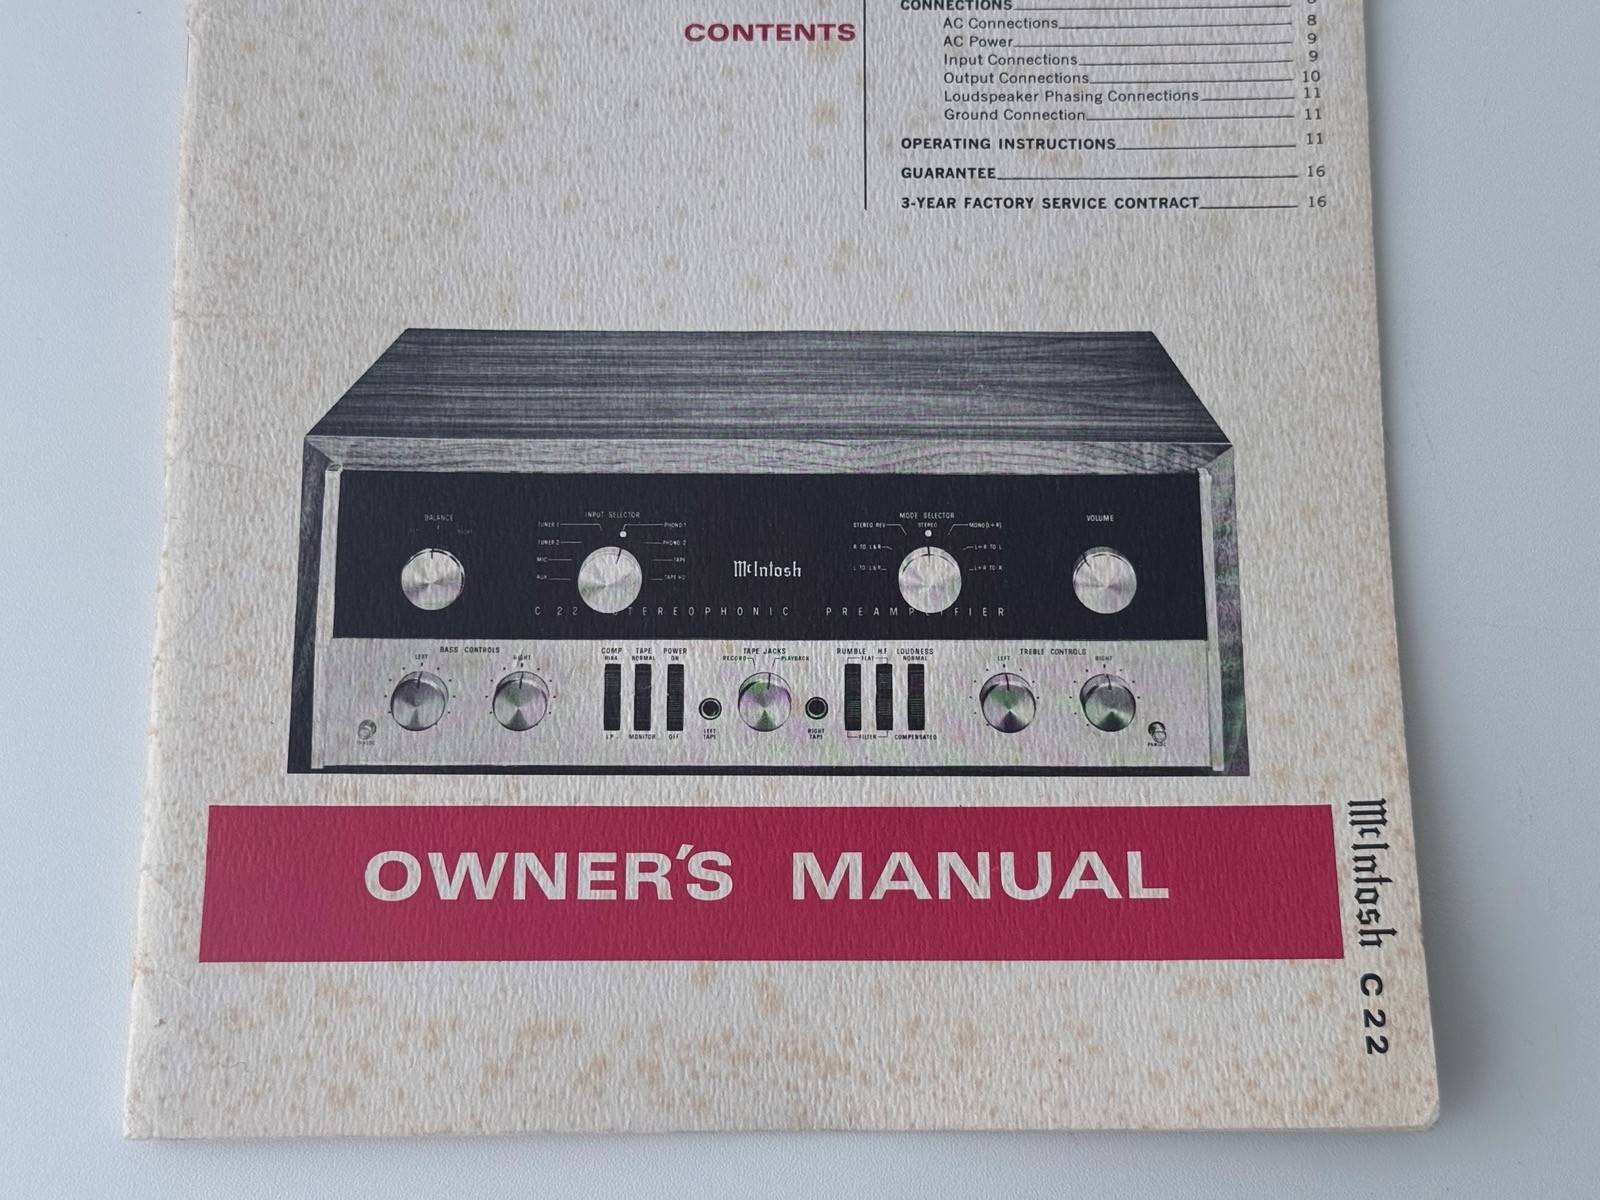 CONTENTS
CONNECTIONS
AC Connections 8
AC Power 9
Input Connections 9
Output Connections 10
Loudspeaker Phasing Connections 11
Ground Connection 11
OPERATING INSTRUCTIONS 11
GUARANTEE 16
3-YEAR FACTORY SERVICE CONTRACT 16
BALANCE
INPUT SELECTOR
TUNER 1 PHONO 1
TUNER 2 PHONO 2
MIC TAPE
AUX TAPE HD
McIntosh
MODE SELECTOR
STEREO REV STEREO MONO (L+R)
R TO L&R L+R TO L
L TO L&R L+R TO R
VOLUME
C 22 STEREOPHONIC PREAMPLIFIER
BASS CONTROLS
LEFT RIGHT
COMP TAPE POWER
RIAA NORMAL ON
LP MONITOR OFF
TAPE JACKS
RECORD PLAYBACK
LEFT TAPE
RIGHT TAPE
RUMBLE H.F LOUDNESS
FLAT NORMAL
FILTER COMPENSATED
TREBLE CONTROLS
LEFT RIGHT
PANLOC
OWNER'S MANUAL
McIntosh C 22